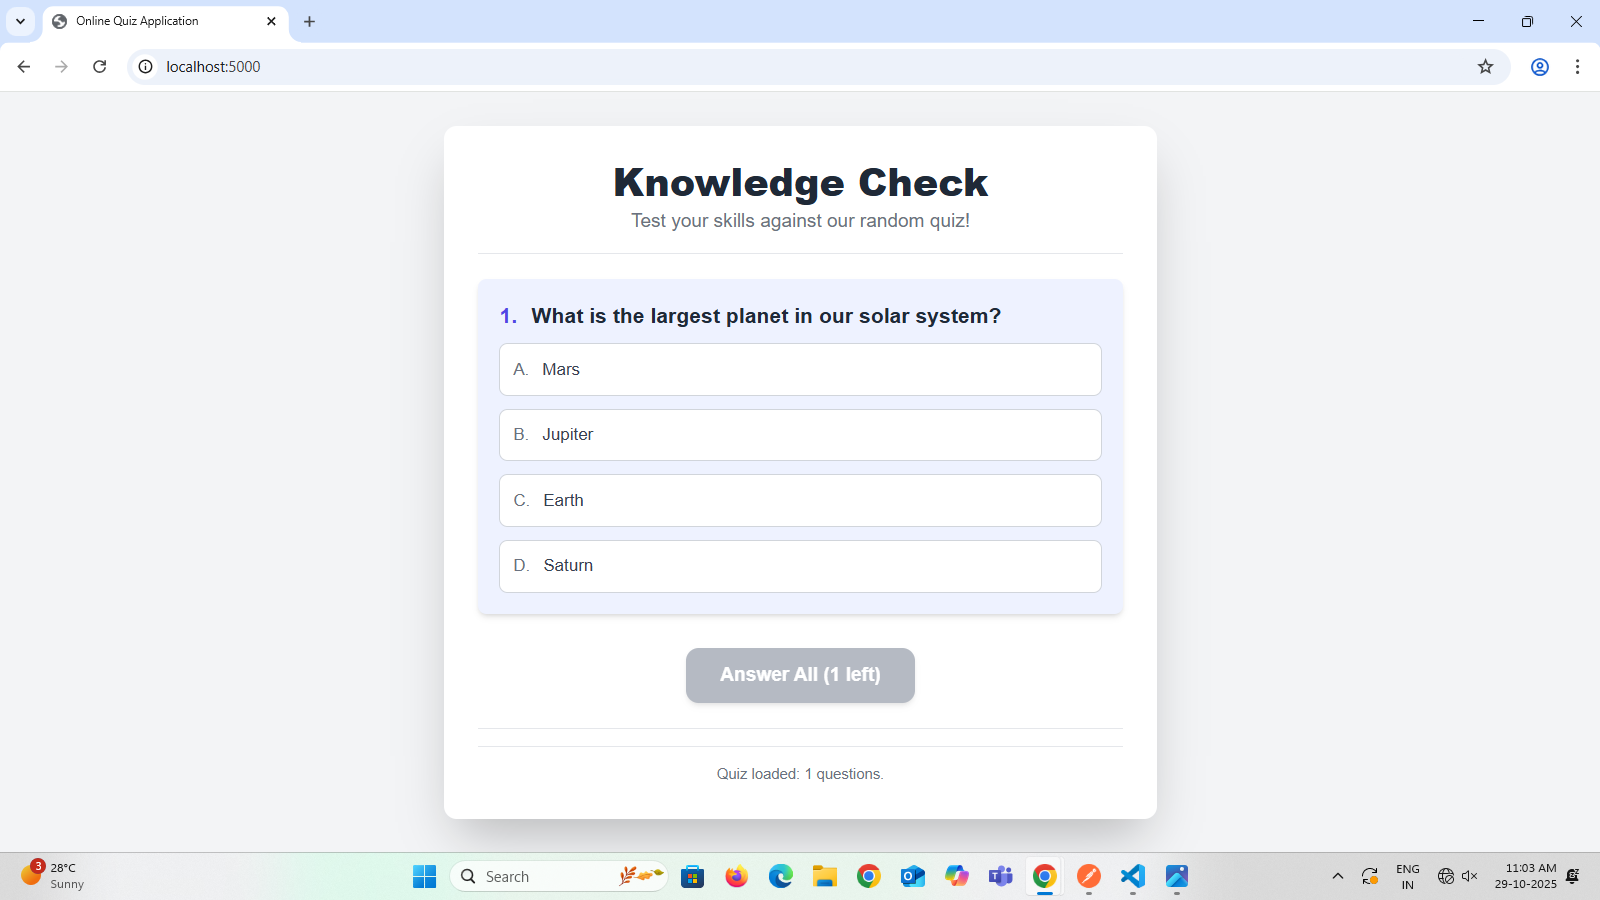 Online Quiz Application
localhost:5000
Knowledge Check
Test your skills against our random quiz!
1. What is the largest planet in our solar system?
A. Mars
B. Jupiter
C. Earth
D. Saturn
Answer All (1 left)
Quiz loaded: 1 questions.
3
28°C
Sunny
Search
ENG
IN
11:03 AM
29-10-2025